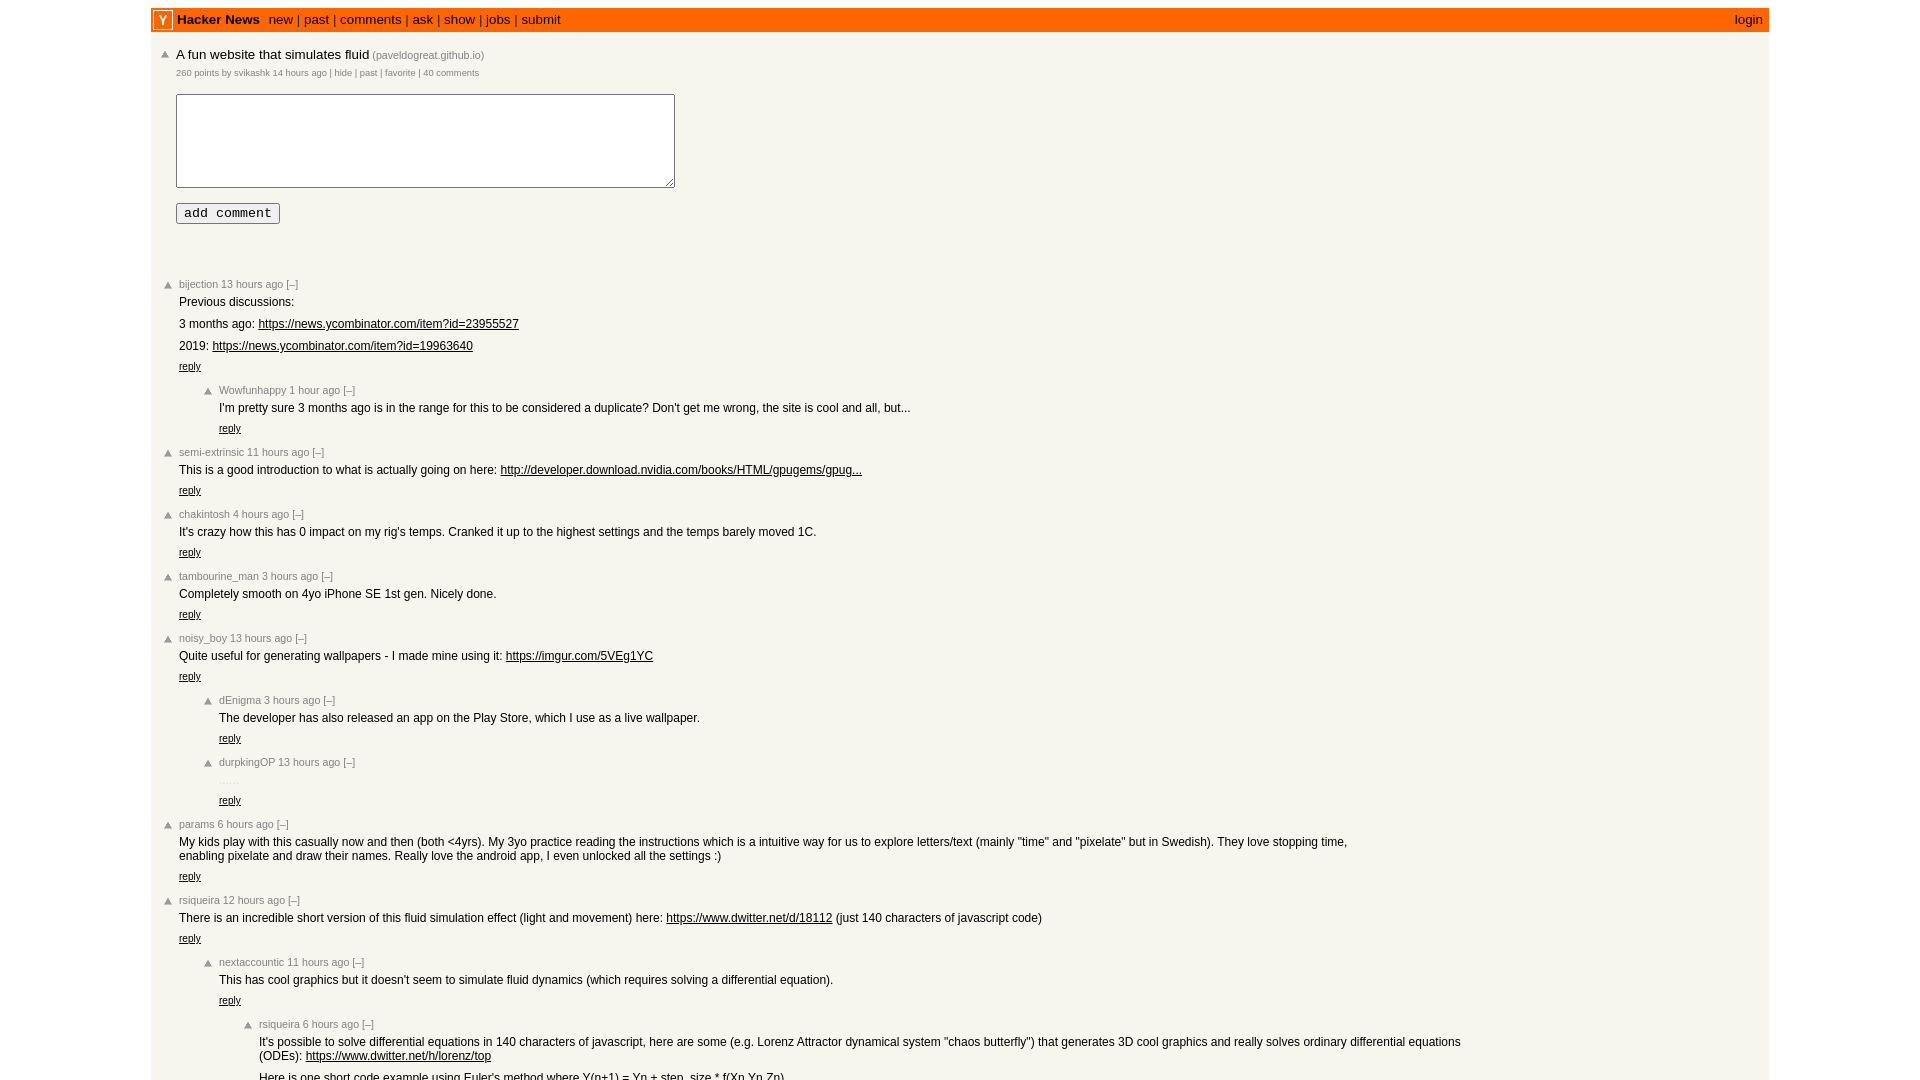 Y Hacker News new | past | comments | ask | show | jobs | submit login
A fun website that simulates fluid (paveldogreat.github.io)
260 points by svikashk 14 hours ago | hide | past | favorite | 40 comments
add comment
bijection 13 hours ago [–]
Previous discussions:
3 months ago: https://news.ycombinator.com/item?id=23955527
2019: https://news.ycombinator.com/item?id=19963640
reply
Wowfunhappy 1 hour ago [–]
I'm pretty sure 3 months ago is in the range for this to be considered a duplicate? Don't get me wrong, the site is cool and all, but...
reply
semi-extrinsic 11 hours ago [–]
This is a good introduction to what is actually going on here: http://developer.download.nvidia.com/books/HTML/gpugems/gpug...
reply
chakintosh 4 hours ago [–]
It's crazy how this has 0 impact on my rig's temps. Cranked it up to the highest settings and the temps barely moved 1C.
reply
tambourine_man 3 hours ago [–]
Completely smooth on 4yo iPhone SE 1st gen. Nicely done.
reply
noisy_boy 13 hours ago [–]
Quite useful for generating wallpapers - I made mine using it: https://imgur.com/5VEg1YC
reply
dEnigma 3 hours ago [–]
The developer has also released an app on the Play Store, which I use as a live wallpaper.
reply
durpkingOP 13 hours ago [–]
......
reply
params 6 hours ago [–]
My kids play with this casually now and then (both <4yrs). My 3yo practice reading the instructions which is a intuitive way for us to explore letters/text (mainly "time" and "pixelate" but in Swedish). They love stopping time,
enabling pixelate and draw their names. Really love the android app, I even unlocked all the settings :)
reply
rsiqueira 12 hours ago [–]
There is an incredible short version of this fluid simulation effect (light and movement) here: https://www.dwitter.net/d/18112 (just 140 characters of javascript code)
reply
nextaccountic 11 hours ago [–]
This has cool graphics but it doesn't seem to simulate fluid dynamics (which requires solving a differential equation).
reply
rsiqueira 6 hours ago [–]
It's possible to solve differential equations in 140 characters of javascript, here are some (e.g. Lorenz Attractor dynamical system "chaos butterfly") that generates 3D cool graphics and really solves ordinary differential equations
(ODEs): https://www.dwitter.net/h/lorenz/top
Here is one short code example using Euler's method where Y(n+1) = Yn + step_size * f(Xn,Yn,Zn)